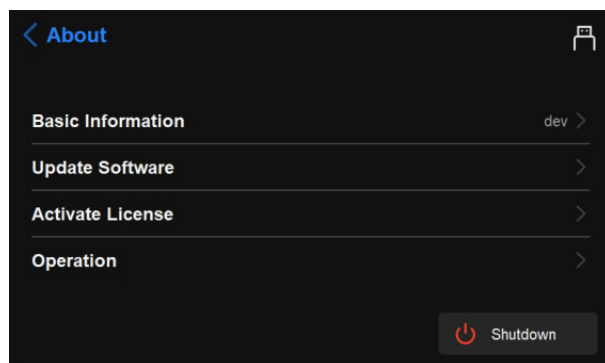 About
Basic Information dev
Update Software
Activate License
Operation
Shutdown